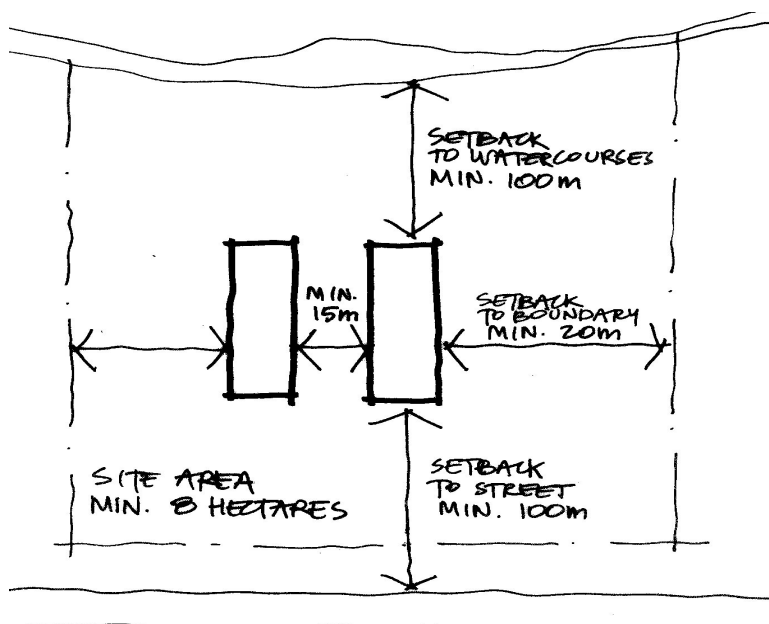 SETBACK
TO WATERCOURSES
MIN. 100m
MIN.
15m
SETBACK
TO BOUNDARY
MIN. 20m
SITE AREA
MIN. 8 HECTARES
SETBACK
TO STREET
MIN. 100m